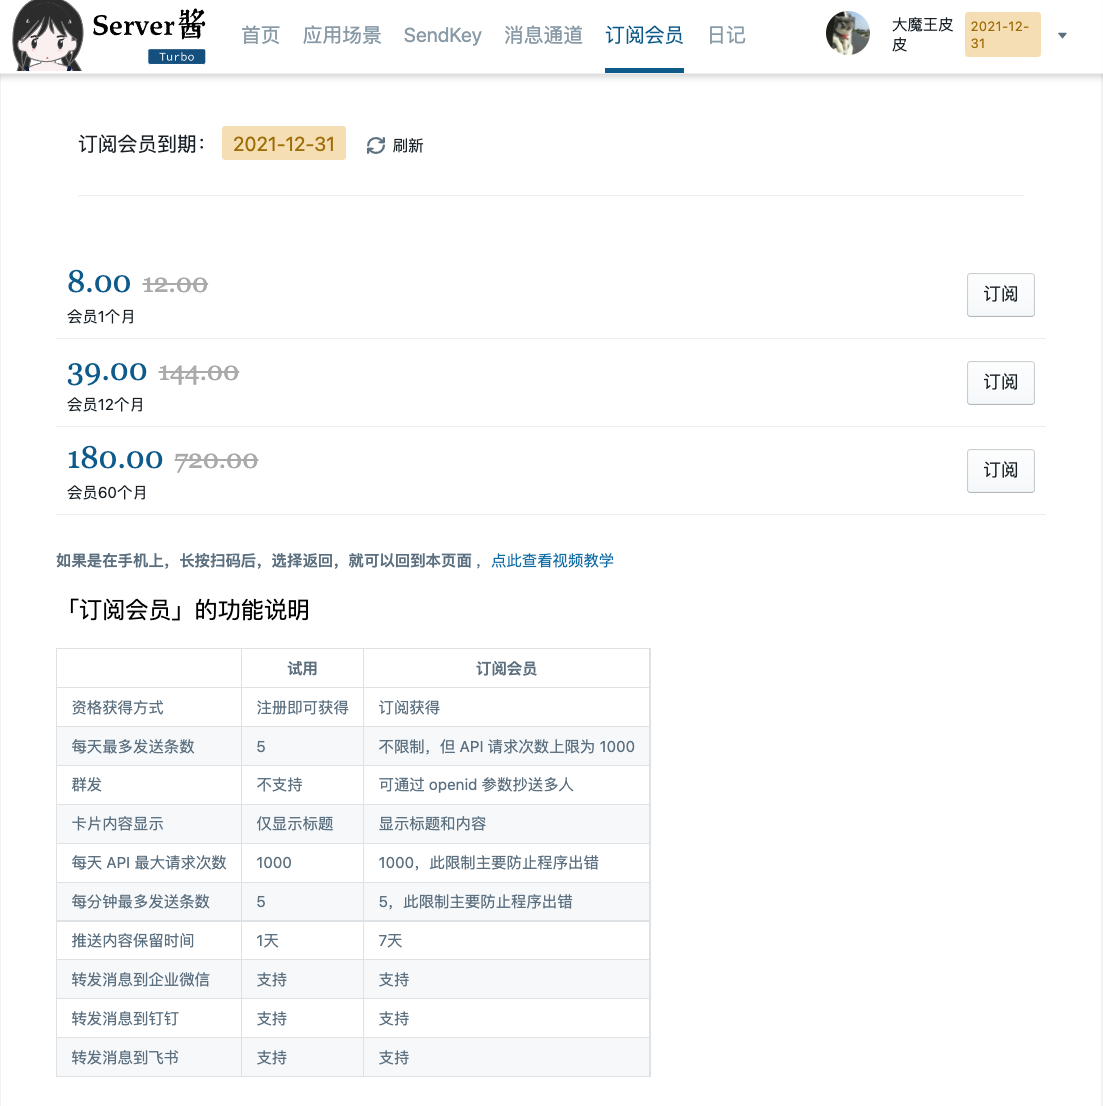 Server酱
Turbo
首页 应用场景 SendKey 消息通道 订阅会员 日记
大魔王皮
皮
2021-12-
31
订阅会员到期： 2021-12-31 刷新
8.00 12.00
会员1个月
订阅
39.00 144.00
会员12个月
订阅
180.00 720.00
会员60个月
订阅
如果是在手机上，长按扫码后，选择返回，就可以回到本页面 ，点此查看视频教学
「订阅会员」的功能说明
试用 订阅会员
资格获得方式 注册即可获得 订阅获得
每天最多发送条数 5 不限制，但 API 请求次数上限为 1000
群发 不支持 可通过 openid 参数抄送多人
卡片内容显示 仅显示标题 显示标题和内容
每天 API 最大请求次数 1000 1000，此限制主要防止程序出错
每分钟最多发送条数 5 5，此限制主要防止程序出错
推送内容保留时间 1天 7天
转发消息到企业微信 支持 支持
转发消息到钉钉 支持 支持
转发消息到飞书 支持 支持